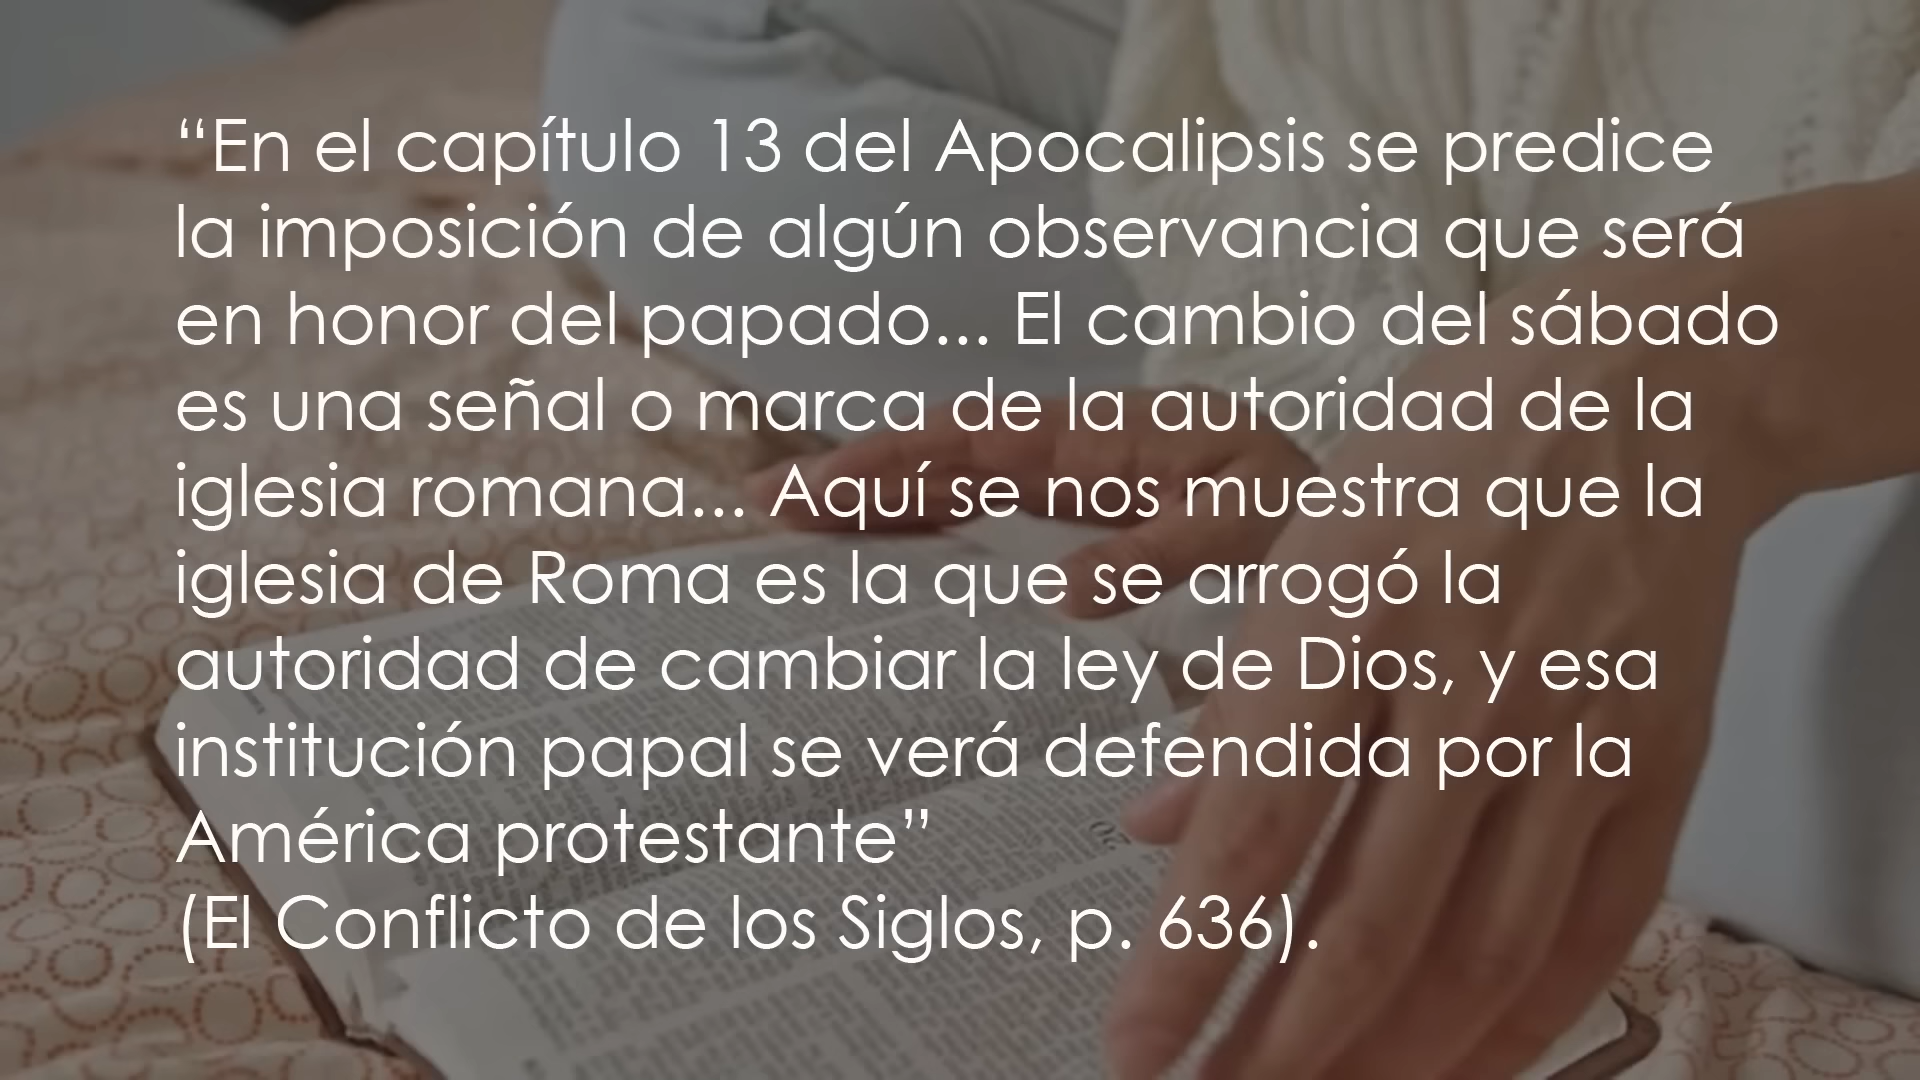 “En el capítulo 13 del Apocalipsis se predice
la imposición de algún observancia que será
en honor del papado... El cambio del sábado
es una señal o marca de la autoridad de la
iglesia romana... Aquí se nos muestra que la
iglesia de Roma es la que se arrogó la
autoridad de cambiar la ley de Dios, y esa
institución papal se verá defendida por la
América protestante”
(El Conflicto de los Siglos, p. 636).